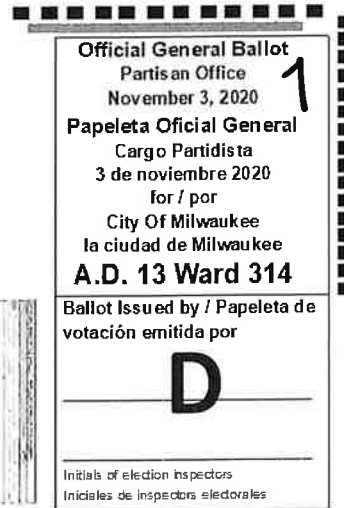 Official General Ballot
Partisan Office
November 3, 2020
1
Papeleta Oficial General
Cargo Partidista
3 de noviembre 2020
for / por
City Of Milwaukee
la ciudad de Milwaukee
A.D. 13 Ward 314
Ballot Issued by / Papeleta de
votación emitida por
D
Initials of election inspectors
Iniciales de inspectors electorales